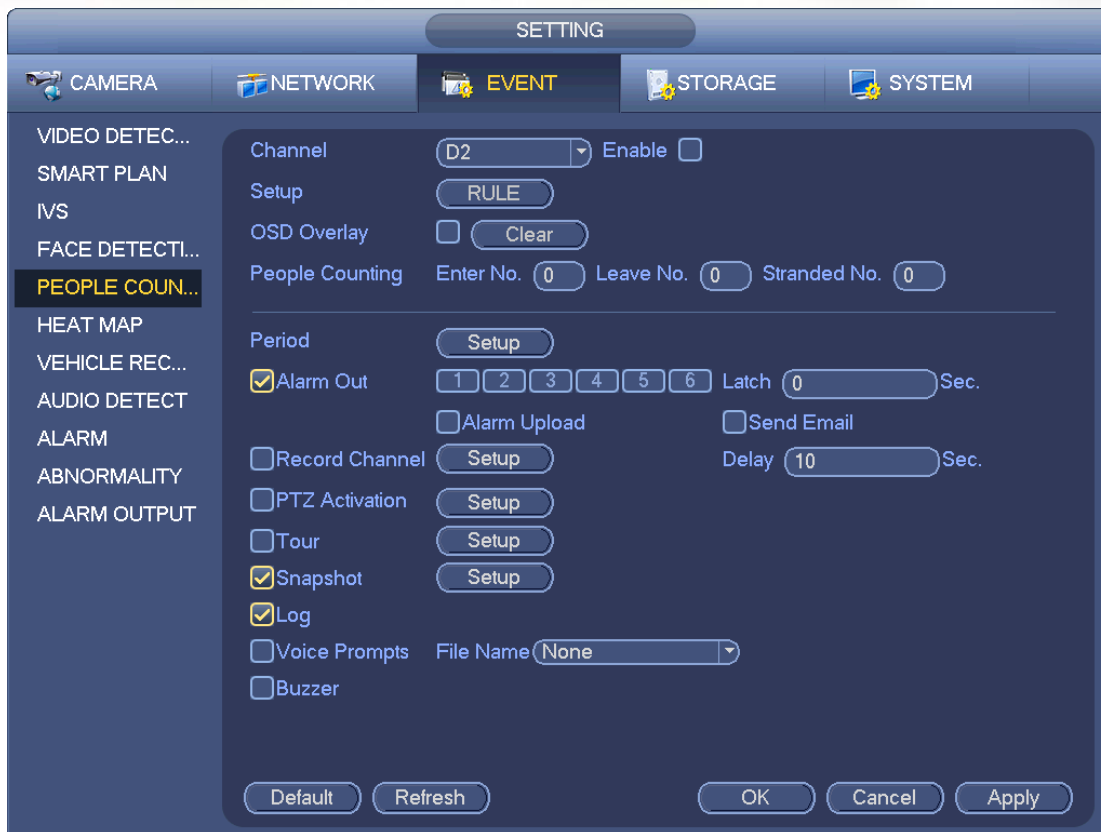 SETTING
CAMERA NETWORK EVENT STORAGE SYSTEM
VIDEO DETEC...
SMART PLAN
IVS
FACE DETECTI...
PEOPLE COUN...
HEAT MAP
VEHICLE REC...
AUDIO DETECT
ALARM
ABNORMALITY
ALARM OUTPUT
Channel D2 Enable
Setup RULE
OSD Overlay Clear
People Counting Enter No. 0 Leave No. 0 Stranded No. 0
Period Setup
Alarm Out 1 2 3 4 5 6 Latch 0 Sec.
Alarm Upload Send Email
Record Channel Setup Delay 10 Sec.
PTZ Activation Setup
Tour Setup
Snapshot Setup
Log
Voice Prompts File Name None
Buzzer
Default Refresh OK Cancel Apply